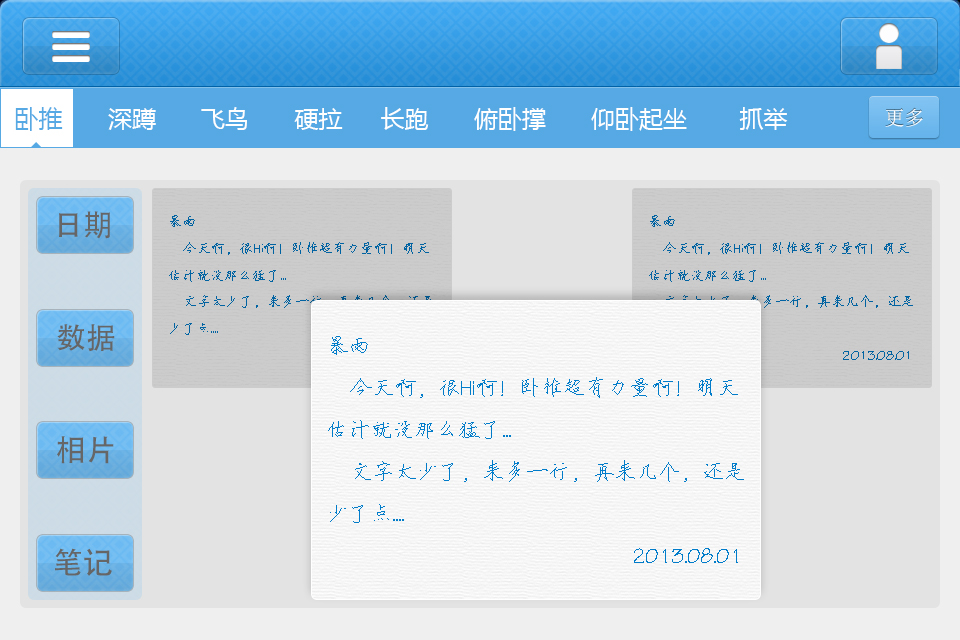 卧推
深蹲
飞鸟
硬拉
长跑
俯卧撑
仰卧起坐
抓举
更多
日期
数据
相片
笔记
暴雨
今天啊，很Hi啊！卧推超有力量啊！明天
估计就没那么猛了...
文字太少了，来多一行，再来几个，还是
少了点....
暴雨
今天啊，很Hi啊！卧推超有力量啊！明天
估计就没那么猛了...
文字太少了，来多一行，再来几个，还是
2013.08.01
暴雨
今天啊，很Hi啊！卧推超有力量啊！明天
估计就没那么猛了...
文字太少了，来多一行，再来几个，还是
少了点....
2013.08.01